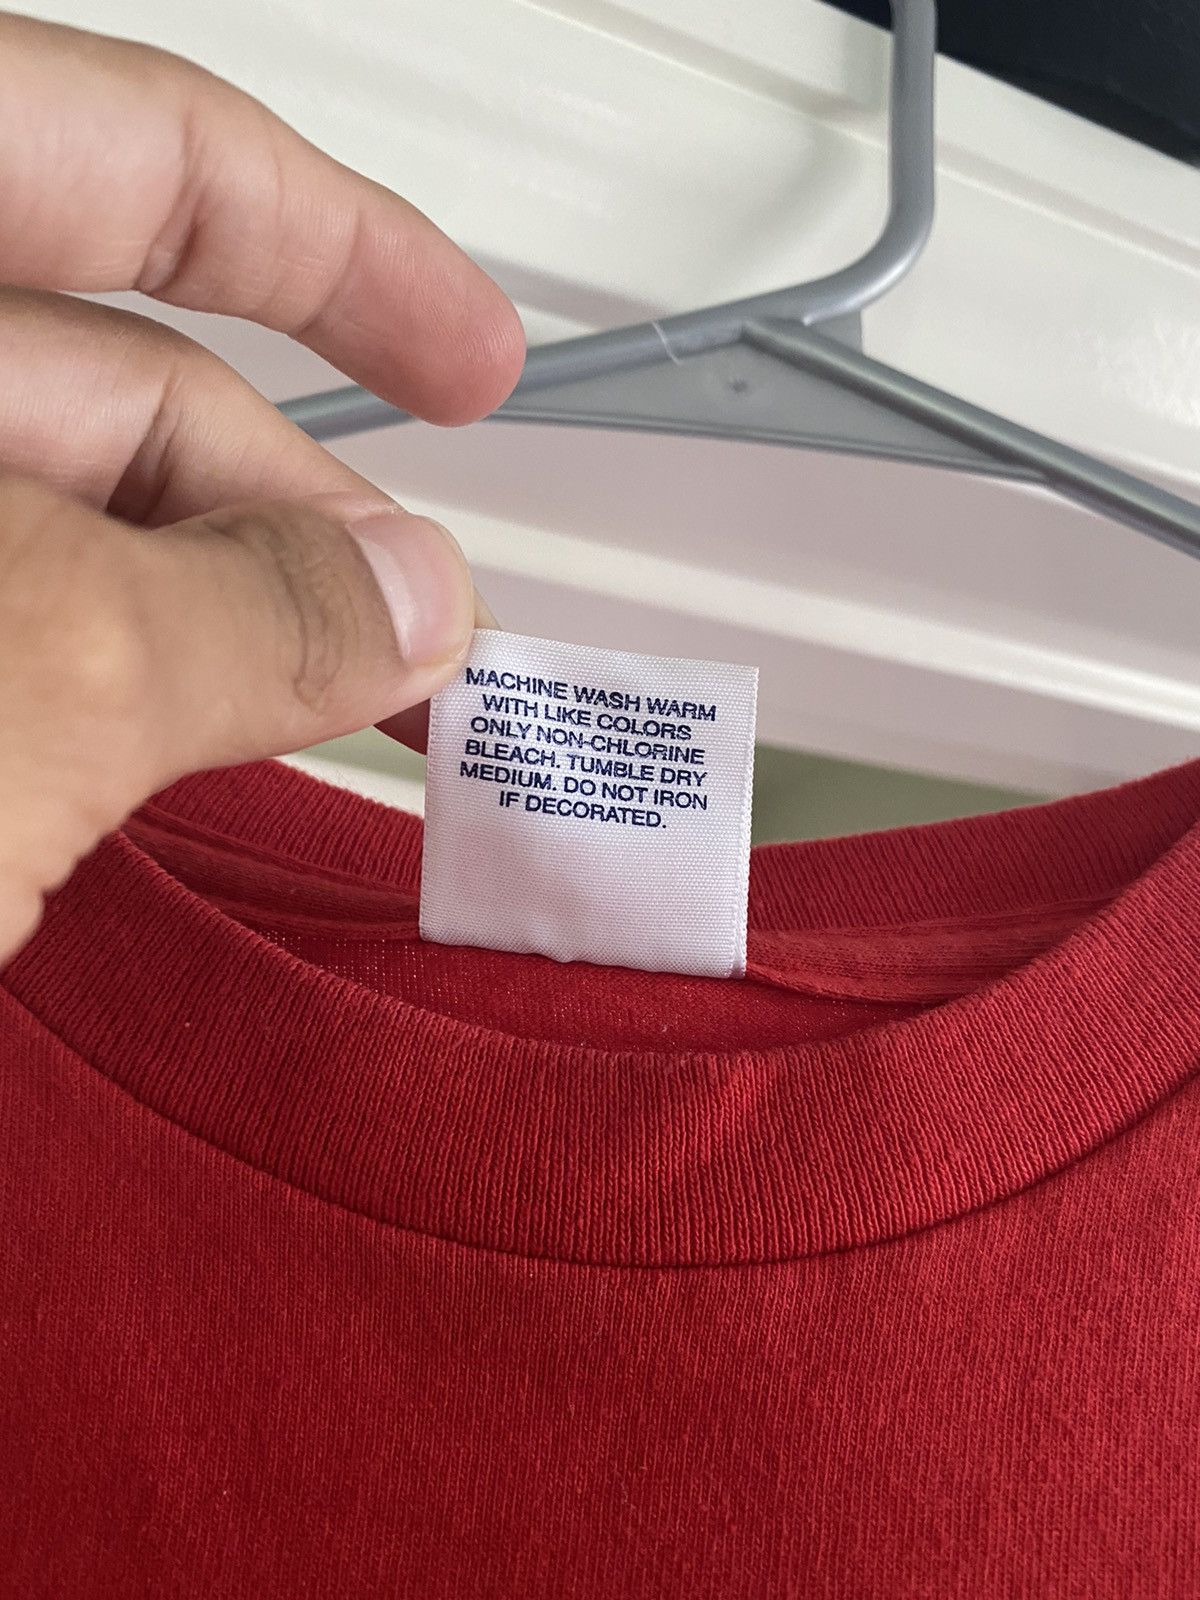 MACHINE WASH WARM
WITH LIKE COLORS
ONLY NON-CHLORINE
BLEACH. TUMBLE DRY
MEDIUM. DO NOT IRON
IF DECORATED.